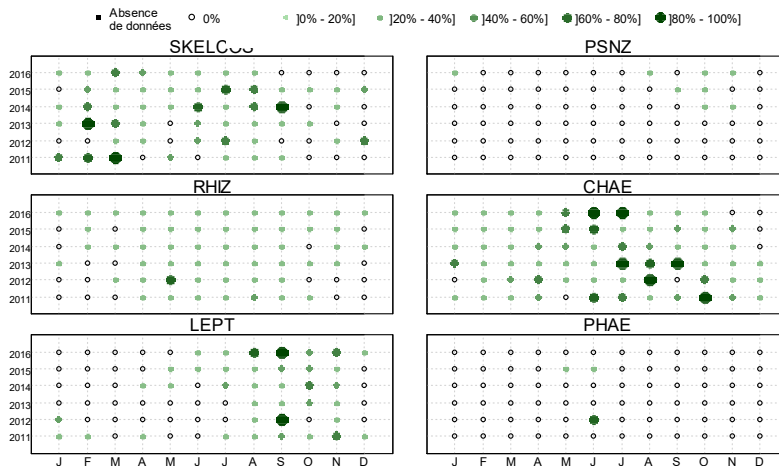 Absence
de données
0%
]0% - 20%]
]20% - 40%]
]40% - 60%]
]60% - 80%]
]80% - 100%]
SKELCOS
PSNZ
2016
2015
2014
2013
2012
2011
RHIZ
CHAE
2016
2015
2014
2013
2012
2011
LEPT
PHAE
2016
2015
2014
2013
2012
2011
J F M A M J J A S O N D
J F M A M J J A S O N D